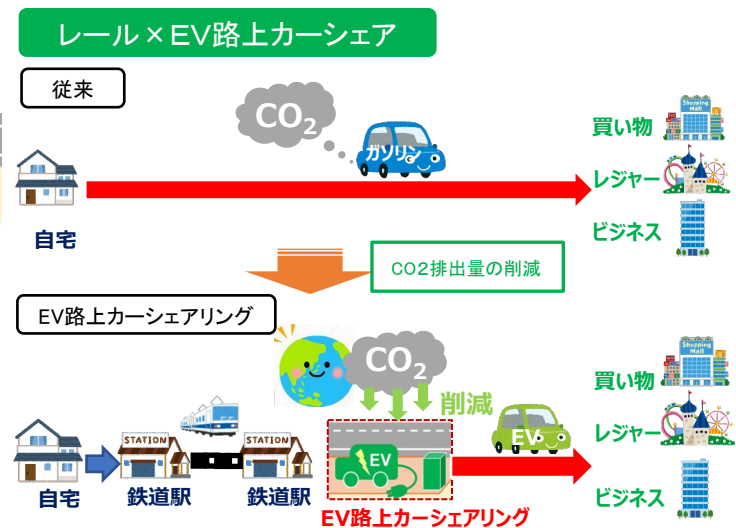 レール×EV路上カーシェア
従来
CO2
ガソリン
自宅
買い物
Shopping Mall
レジャー
ビジネス
CO2排出量の削減
EV路上カーシェアリング
CO2
削減
自宅
STATION
鉄道駅
STATION
鉄道駅
EV
EV路上カーシェアリング
EV
買い物
Shopping Mall
レジャー
ビジネス